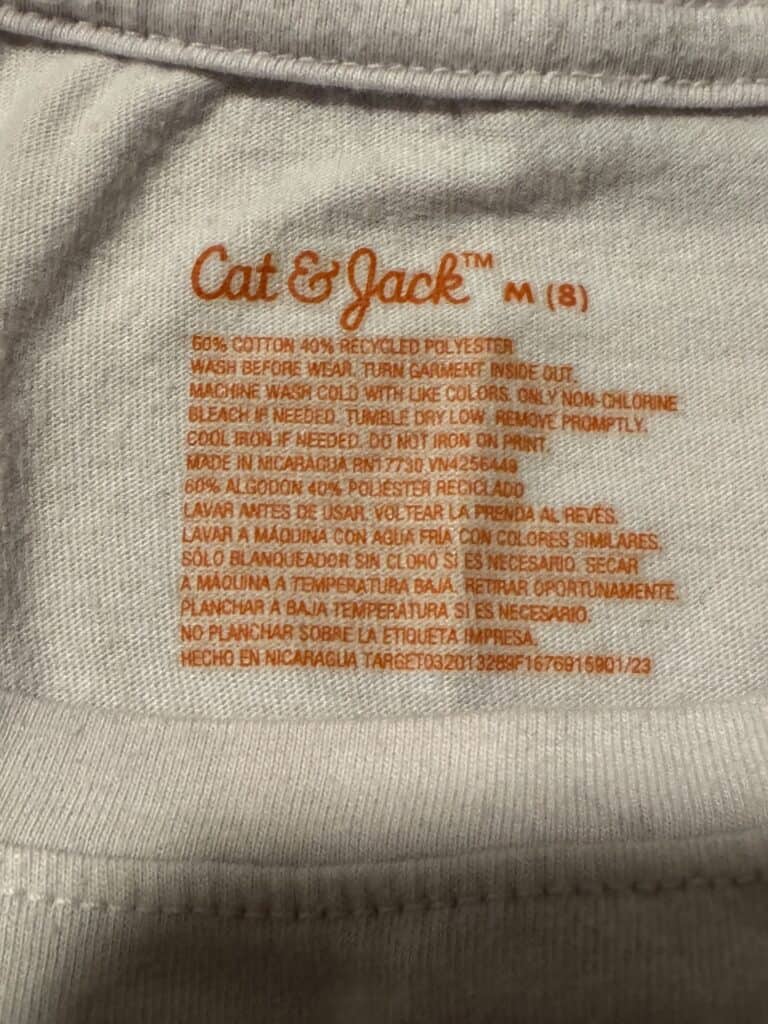 Cat & Jack™ M (8)
60% COTTON 40% RECYCLED POLYESTER
WASH BEFORE WEAR. TURN GARMENT INSIDE OUT.
MACHINE WASH COLD WITH LIKE COLORS. ONLY NON-CHLORINE
BLEACH IF NEEDED. TUMBLE DRY LOW. REMOVE PROMPTLY.
COOL IRON IF NEEDED. DO NOT IRON ON PRINT.
MADE IN NICARAGUA RN17730 VN4256449
60% ALGODON 40% POLIÉSTER RECICLADO
LAVAR ANTES DE USAR. VOLTEAR LA PRENDA AL REVÉS.
LAVAR A MÁQUINA CON AGUA FRÍA CON COLORES SIMILARES.
SÓLO BLANQUEADOR SIN CLORO SI ES NECESARIO. SECAR
A MÁQUINA A TEMPERATURA BAJA. RETIRAR OPORTUNAMENTE.
PLANCHAR A BAJA TEMPERATURA SI ES NECESARIO.
NO PLANCHAR SOBRE LA ETIQUETA IMPRESA.
HECHO EN NICARAGUA TARGET032013289F1676915901/23